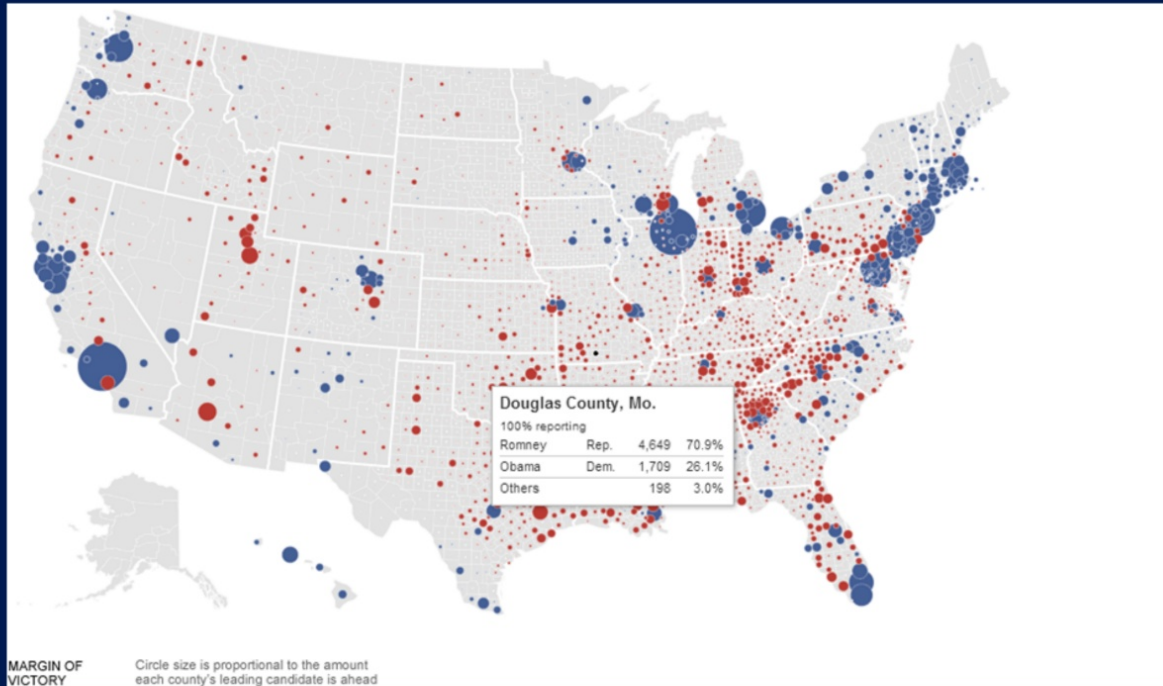 Douglas County, Mo.
100% reporting
Romney Rep. 4,649 70.9%
Obama Dem. 1,709 26.1%
Others 198 3.0%
MARGIN OF
VICTORY
Circle size is proportional to the amount
each county's leading candidate is ahead